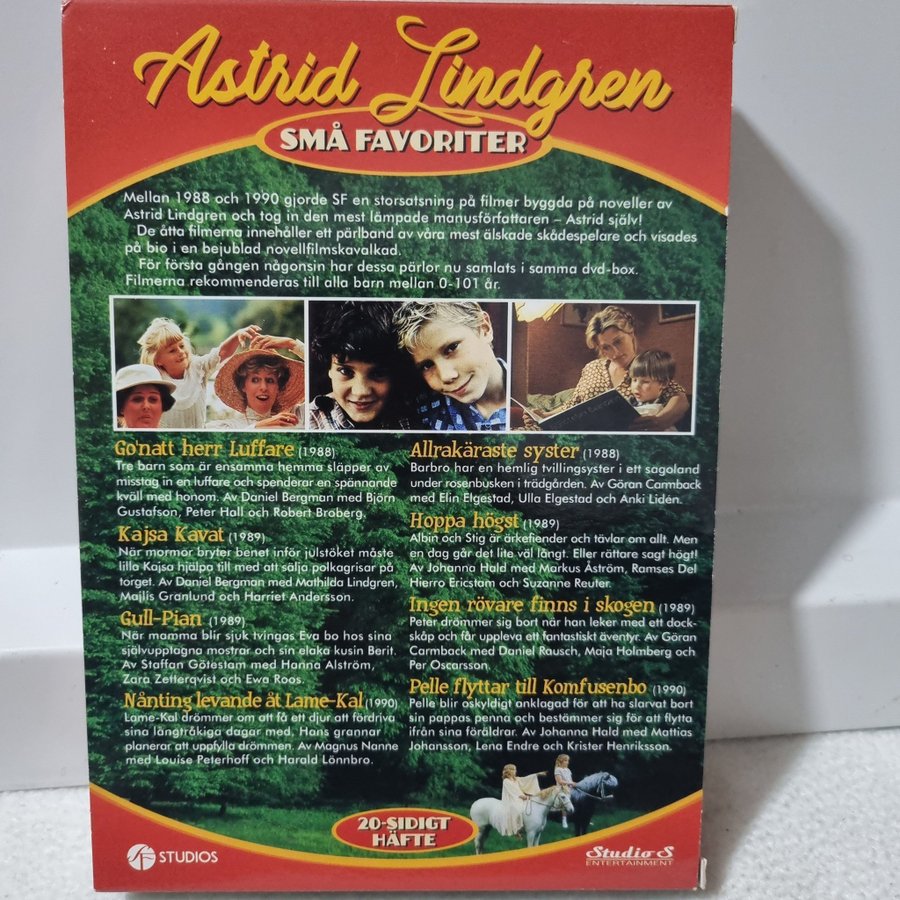 Astrid Lindgren
SMÅ FAVORITER
Mellan 1988 och 1990 gjorde SF en storsatsning på filmer byggda på noveller av
Astrid Lindgren och tog in den mest lämpade manusförfattaren – Astrid själv!
De åtta filmerna innehåller ett pärlband av våra mest älskade skådespelare och visades
på bio i en bejublad novellfilmskavalkad.
För första gången någonsin har dessa pärlor nu samlats i samma dvd-box.
Filmerna rekommenderas till alla barn mellan 0-101 år.
Go'natt herr Luffare (1988)
Tre barn som är ensamma hemma släpper av
misstag in en luffare och spenderar en spännande
kväll med honom. Av Daniel Bergman med Björn
Gustafson, Peter Hall och Robert Broberg.
Kajsa Kavat (1989)
När mormor bryter benet inför julstöket måste
lilla Kajsa hjälpa till med att sälja polkagrisar på
torget. Av Daniel Bergman med Mathilda Lindgren,
Majlis Granlund och Harriet Andersson.
Gull-Pian (1989)
När mamma blir sjuk tvingas Eva bo hos sina
självupptagna mostrar och sin elaka kusin Berit.
Av Staffan Götestam med Hanna Alström,
Zara Zetterqvist och Ewa Roos.
Nånting levande åt Lame-Kal (1990)
Lame-Kal drömmer om att få ett djur att fördriva
sina långtråkiga dagar med. Hans grannar
planerar att uppfylla drömmen. Av Magnus Nanne
med Louise Peterhoff och Harald Lönnbro.
Allrakäraste syster (1988)
Barbro har en hemlig tvillingsyster i ett sagoland
under rosenbusken i trädgården. Av Göran Carmback
med Elin Elgestad, Ulla Elgestad och Anki Lidén.
Hoppa högst (1989)
Albin och Stig är ärkefiender och tävlar om allt. Men
en dag går det lite väl långt. Eller rättare sagt högt!
Av Johanna Hald med Markus Åström, Ramses Del
Hierro Ericstam och Suzanne Reuter.
Ingen rövare finns i skogen (1989)
Peter drömmer sig bort när han leker med ett dock-
skåp och får uppleva ett fantastiskt äventyr. Av Göran
Carmback med Daniel Rausch, Maja Holmberg och
Per Oscarsson.
Pelle flyttar till Komfusenbo (1990)
Pelle blir oskyldigt anklagad för att ha slarvat bort
sin pappas penna och bestämmer sig för att flytta
ifrån sina föräldrar. Av Johanna Hald med Mattias
Johansson, Lena Endre och Krister Henriksson.
20-SIDIGT
HÄFTE
SF STUDIOS
Studio S
ENTERTAINMENT